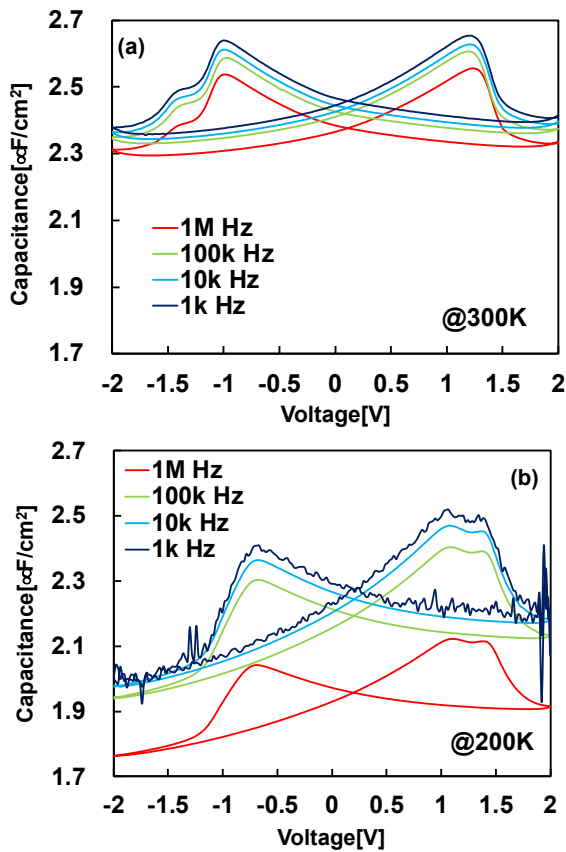 (a)
Capacitance[∝F/cm²]
2.7
2.5
2.3
2.1
1.9
1.7
1M Hz
100k Hz
10k Hz
1k Hz
@300K
-2 -1.5 -1 -0.5 0 0.5 1 1.5 2
Voltage[V]
(b)
Capacitance[∝F/cm²]
2.7
2.5
2.3
2.1
1.9
1.7
1M Hz
100k Hz
10k Hz
1k Hz
@200K
-2 -1.5 -1 -0.5 0 0.5 1 1.5 2
Voltage[V]